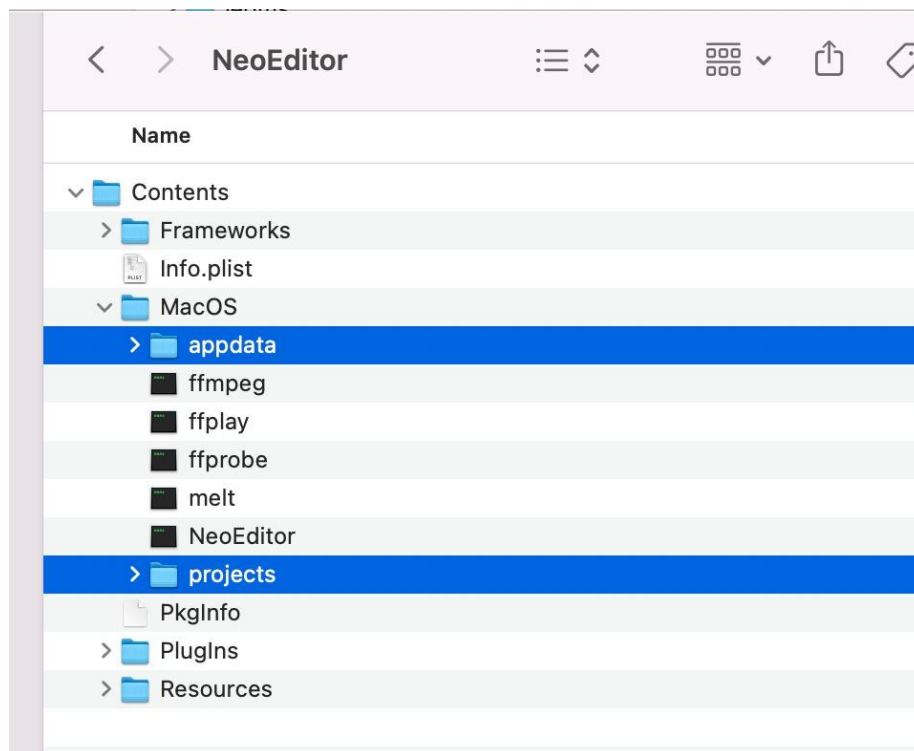 NeoEditor
Name
Contents
Frameworks
Info.plist
MacOS
appdata
ffmpeg
ffplay
ffprobe
melt
NeoEditor
projects
PkgInfo
PlugIns
Resources